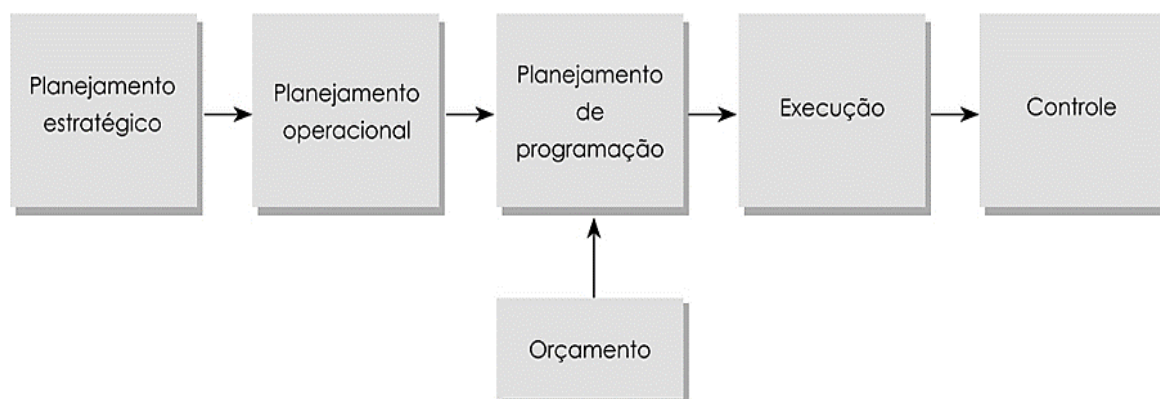 Planejamento
estratégico
Planejamento
operacional
Planejamento
de
programação
Execução
Controle
Orçamento